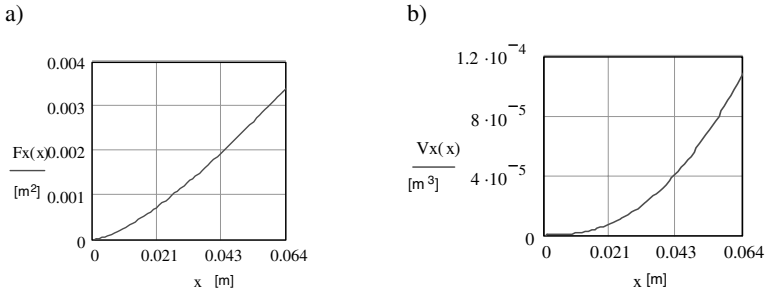 a)
0.004
0.003
0.002
0.001
0
Fx(x)
[m²]
0
0.021
0.043
0.064
x [m]
b)
1.2 ·10⁻⁴
8 ·10⁻⁵
4 ·10⁻⁵
0
Vx(x)
[m³]
0
0.021
0.043
0.064
x [m]